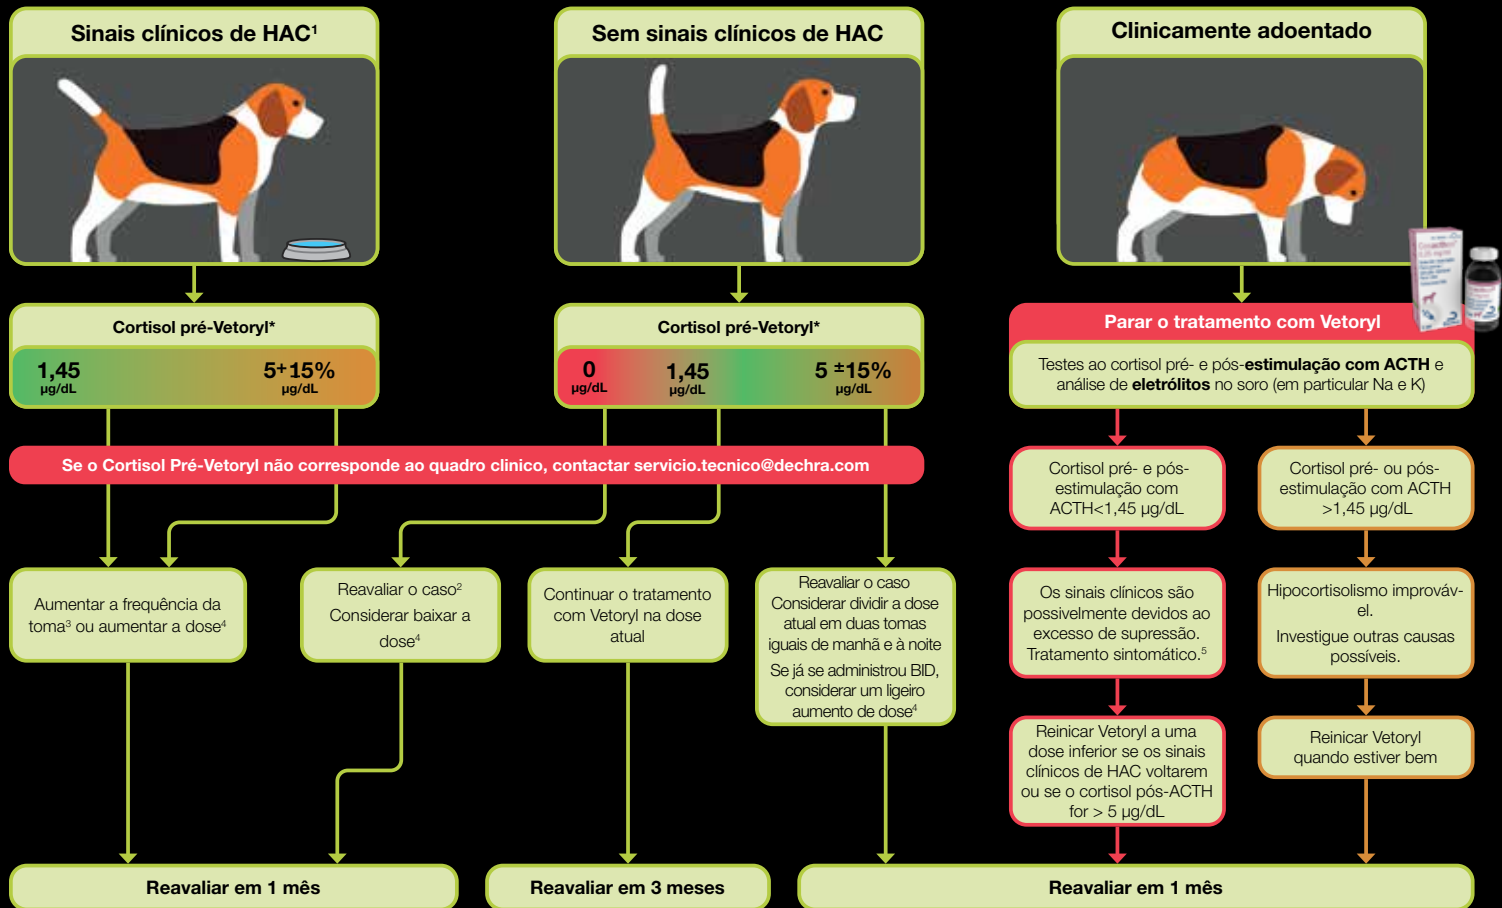 Sinais clínicos de HAC¹
Sem sinais clínicos de HAC
Clinicamente adoentado
Cortisol pré-Vetoryl*
1,45
µg/dL
5+15%
µg/dL
Cortisol pré-Vetoryl*
0
µg/dL
1,45
µg/dL
5 ±15%
µg/dL
Parar o tratamento com Vetoryl
Testes ao cortisol pré- e pós-estimulação com ACTH e
análise de eletrólitos no soro (em particular Na e K)
Se o Cortisol Pré-Vetoryl não corresponde ao quadro clinico, contactar servicio.tecnico@dechra.com
Cortisol pré- e pós-
estimulação com
ACTH<1,45 µg/dL
Cortisol pré- ou pós-
estimulação com ACTH
>1,45 µg/dL
Aumentar a frequência da
toma³ ou aumentar a dose⁴
Reavaliar o caso²
Considerar baixar a
dose⁴
Continuar o tratamento
com Vetoryl na dose
atual
Reavaliar o caso
Considerar dividir a dose
atual em duas tomas
iguais de manhã e à noite
Se já se administrou BID,
considerar um ligeiro
aumento de dose⁴
Os sinais clínicos são
possivelmente devidos ao
excesso de supressão.
Tratamento sintomático.⁵
Hipocortisolismo improváv-
el.
Investigue outras causas
possíveis.
Reinicar Vetoryl a uma
dose inferior se os sinais
clínicos de HAC voltarem
ou se o cortisol pós-ACTH
for > 5 µg/dL
Reinicar Vetoryl
quando estiver bem
Reavaliar em 1 mês
Reavaliar em 3 meses
Reavaliar em 1 mês